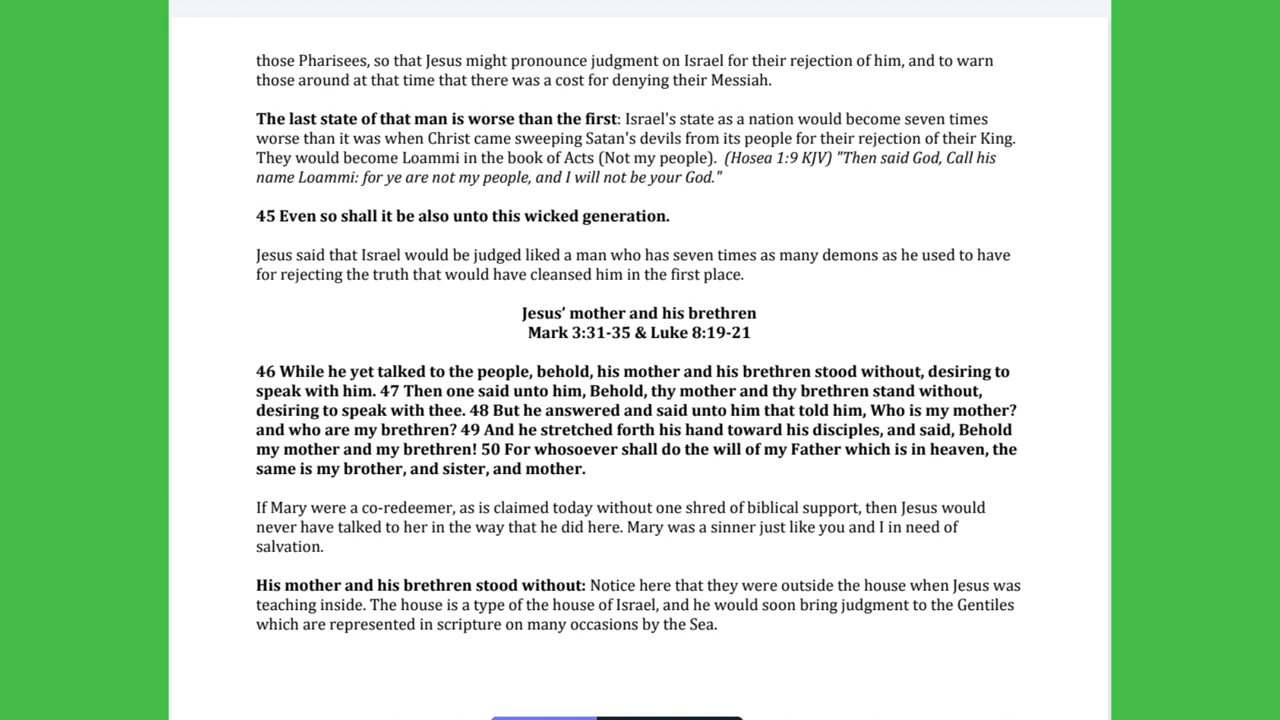 those Pharisees, so that Jesus might pronounce judgment on Israel for their rejection of him, and to warn
those around at that time that there was a cost for denying their Messiah.
The last state of that man is worse than the first: Israel's state as a nation would become seven times
worse than it was when Christ came sweeping Satan's devils from its people for their rejection of their King.
They would become Loammi in the book of Acts (Not my people).  (Hosea 1:9 KJV) "Then said God, Call his
name Loammi: for ye are not my people, and I will not be your God."
45 Even so shall it be also unto this wicked generation.
Jesus said that Israel would be judged liked a man who has seven times as many demons as he used to have
for rejecting the truth that would have cleansed him in the first place.
Jesus’ mother and his brethren
Mark 3:31-35 & Luke 8:19-21
46 While he yet talked to the people, behold, his mother and his brethren stood without, desiring to
speak with him. 47 Then one said unto him, Behold, thy mother and thy brethren stand without,
desiring to speak with thee. 48 But he answered and said unto him that told him, Who is my mother?
and who are my brethren? 49 And he stretched forth his hand toward his disciples, and said, Behold
my mother and my brethren! 50 For whosoever shall do the will of my Father which is in heaven, the
same is my brother, and sister, and mother.
If Mary were a co-redeemer, as is claimed today without one shred of biblical support, then Jesus would
never have talked to her in the way that he did here. Mary was a sinner just like you and I in need of
salvation.
His mother and his brethren stood without: Notice here that they were outside the house when Jesus was
teaching inside. The house is a type of the house of Israel, and he would soon bring judgment to the Gentiles
which are represented in scripture on many occasions by the Sea.